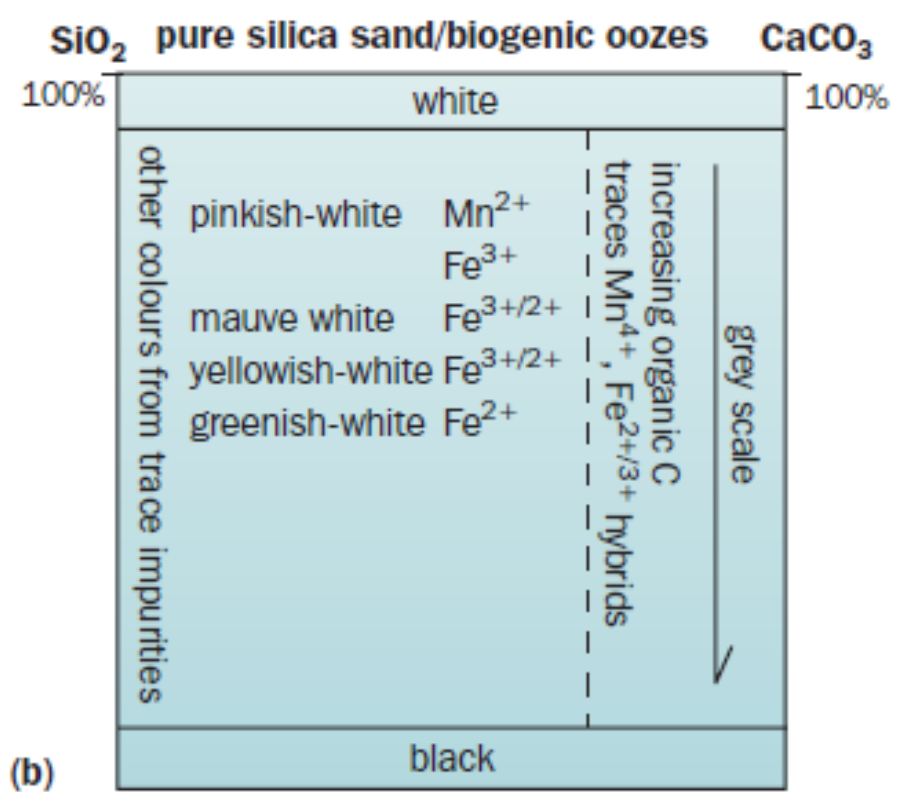 SiO₂ pure silica sand/biogenic oozes CaCO₃
100% white 100%
other colours from trace impurities
pinkish-white Mn²⁺
Fe³⁺
mauve white Fe³⁺/²⁺
yellowish-white Fe³⁺/²⁺
greenish-white Fe²⁺
increasing organic C
traces Mn⁴⁺, Fe²⁺/³⁺ hybrids
grey scale
black
(b)